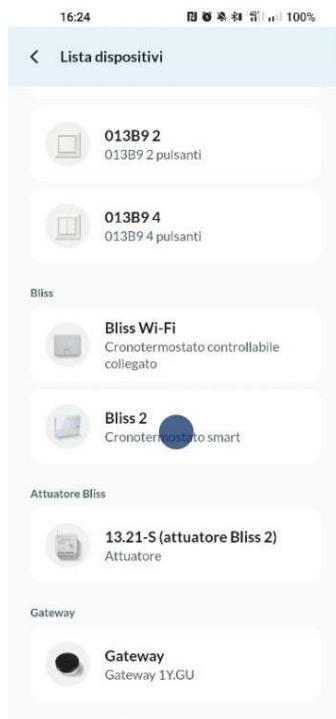 16:24
100%
Lista dispositivi
013B9 2
013B9 2 pulsanti
013B9 4
013B9 4 pulsanti
Bliss
Bliss Wi-Fi
Cronotermostato controllabile
collegato
Bliss 2
Cronotermostato smart
Attuatore Bliss
13.21-S (attuatore Bliss 2)
Attuatore
Gateway
Gateway
Gateway 1Y.GU